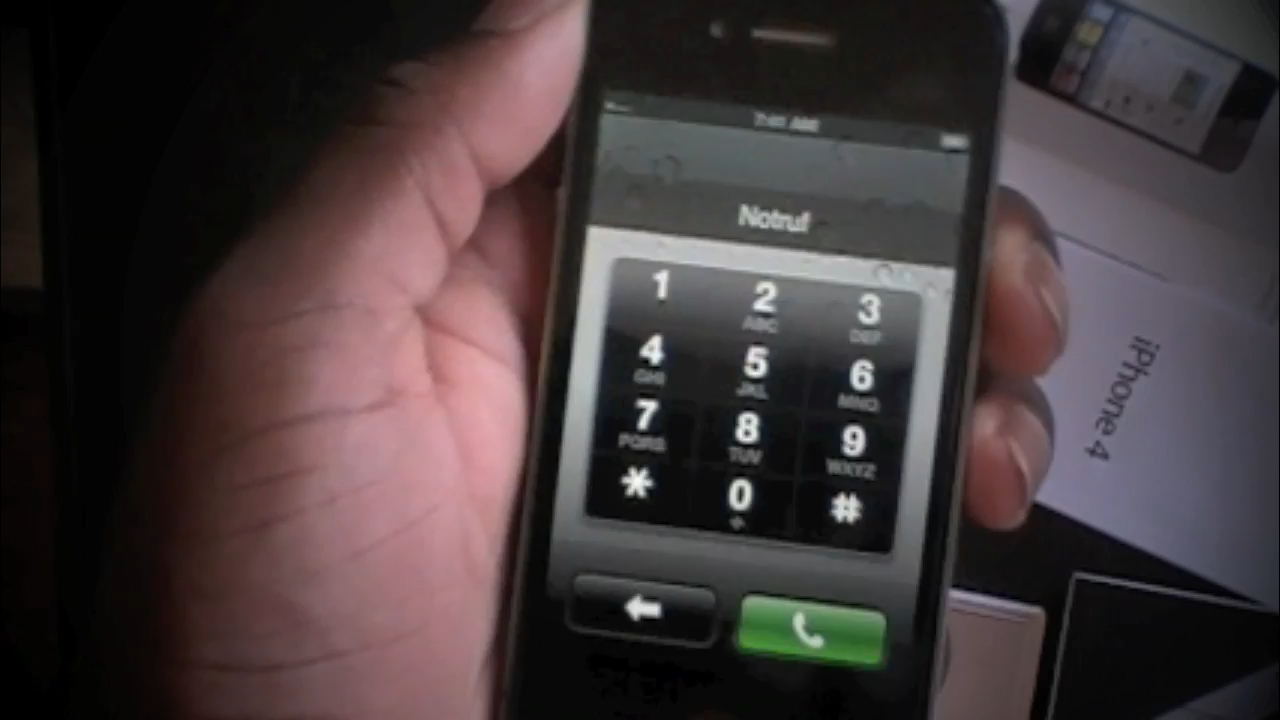 Notruf
1 2 3
ABC DEF
4 5 6
GHI JKL MNO
7 8 9
PQRS TUV WXYZ
* 0 #
+
iPhone 4